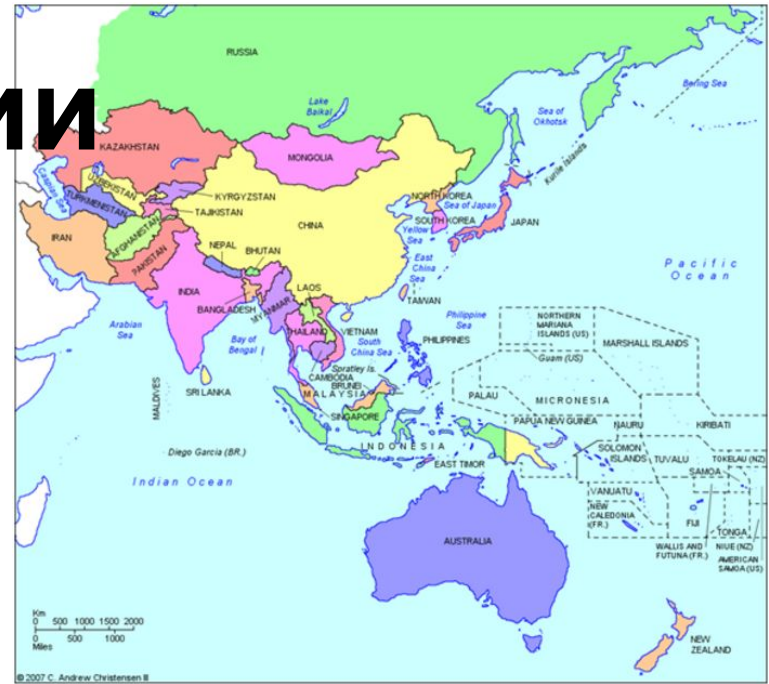 ИИ
RUSSIA
Bering Sea
Lake
Baikal
Sea of
Okhotsk
KAZAKHSTAN
MONGOLIA
Kurile Islands
Caspian Sea
UZBEKISTAN
TURKMENISTAN
KYRGYZSTAN
TAJIKISTAN
NORTH KOREA
Sea of Japan
SOUTH KOREA
JAPAN
CHINA
Yellow
Sea
IRAN
AFGHANISTAN
PAKISTAN
NEPAL
BHUTAN
East
China
Sea
Pacific
Ocean
INDIA
LAOS
TAIWAN
BANGLADESH
MYANMAR
Arabian
Sea
Bay of
Bengal
THAILAND
VIETNAM
South
China Sea
Philippine
Sea
PHILIPPINES
NORTHERN
MARIANA
ISLANDS (US)
MARSHALL ISLANDS
Guam (US)
Spratley Is.
CAMBODIA
BRUNEI
MALAYSIA
MALDIVES
SRI LANKA
PALAU
MICRONESIA
SINGAPORE
PAPUA NEW GUINEA
NAURU
KIRIBATI
INDONESIA
Diego Garcia (BR.)
EAST TIMOR
SOLOMON
ISLANDS
TUVALU
TOKELAU (NZ)
SAMOA
Indian Ocean
VANUATU
NEW
CALEDONIA
(FR.)
FIJI
TONGA
WALLIS AND
FUTUNA (FR.)
NIUE (NZ)
AMERICAN
SAMOA (US)
AUSTRALIA
NEW
ZEALAND
Km
0 500 1000 1500 2000
0 500 1000
Miles
© 2007 C. Andrew Christensen III